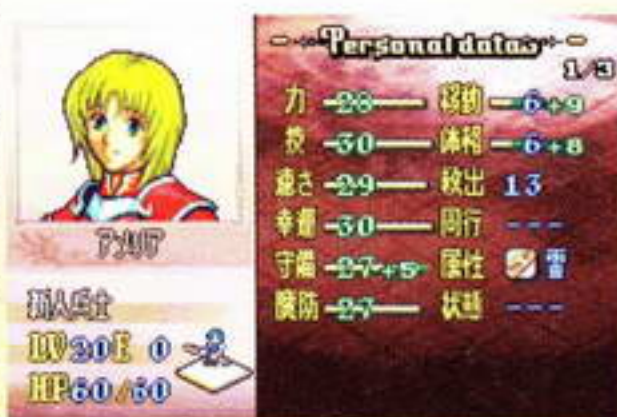 Personal data
1/3
アメリア
新人兵士
LV 20 E 0
HP 60/60
力 28
技 30
速さ 29
幸運 30
守備 27 +5
魔防 27
移動 6 +9
体格 6 +8
救出 13
同行 ---
属性 雷
状態 ---